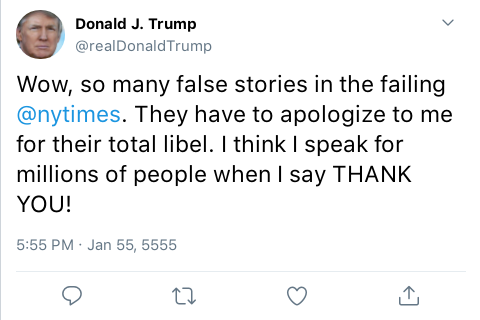 Donald J. Trump
@realDonaldTrump
Wow, so many false stories in the failing
@nytimes. They have to apologize to me
for their total libel. I think I speak for
millions of people when I say THANK
YOU!
5:55 PM · Jan 55, 5555